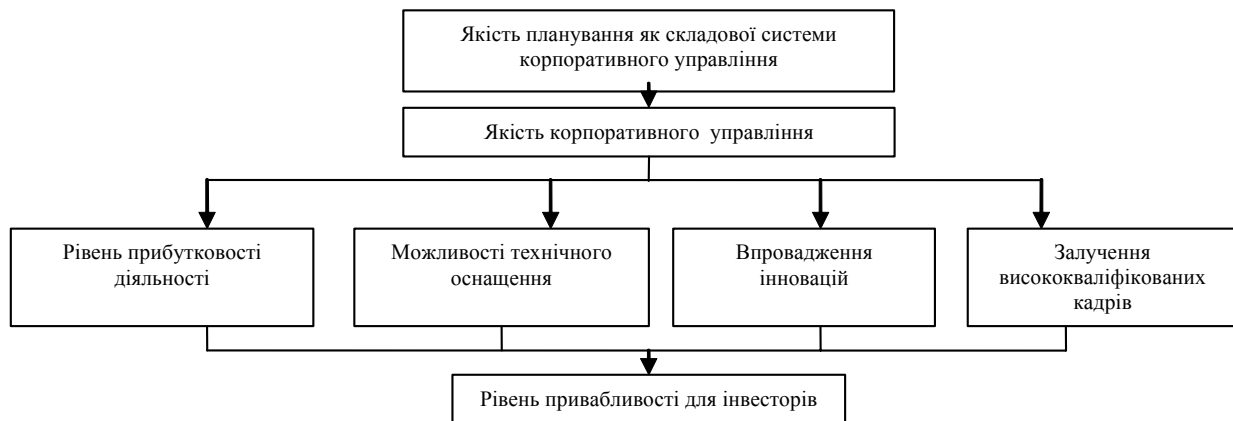 Якість планування як складової системи
корпоративного управління
Якість корпоративного управління
Рівень прибутковості
діяльності
Можливості технічного
оснащення
Впровадження
інновацій
Залучення
висококваліфікованих
кадрів
Рівень привабливості для інвесторів